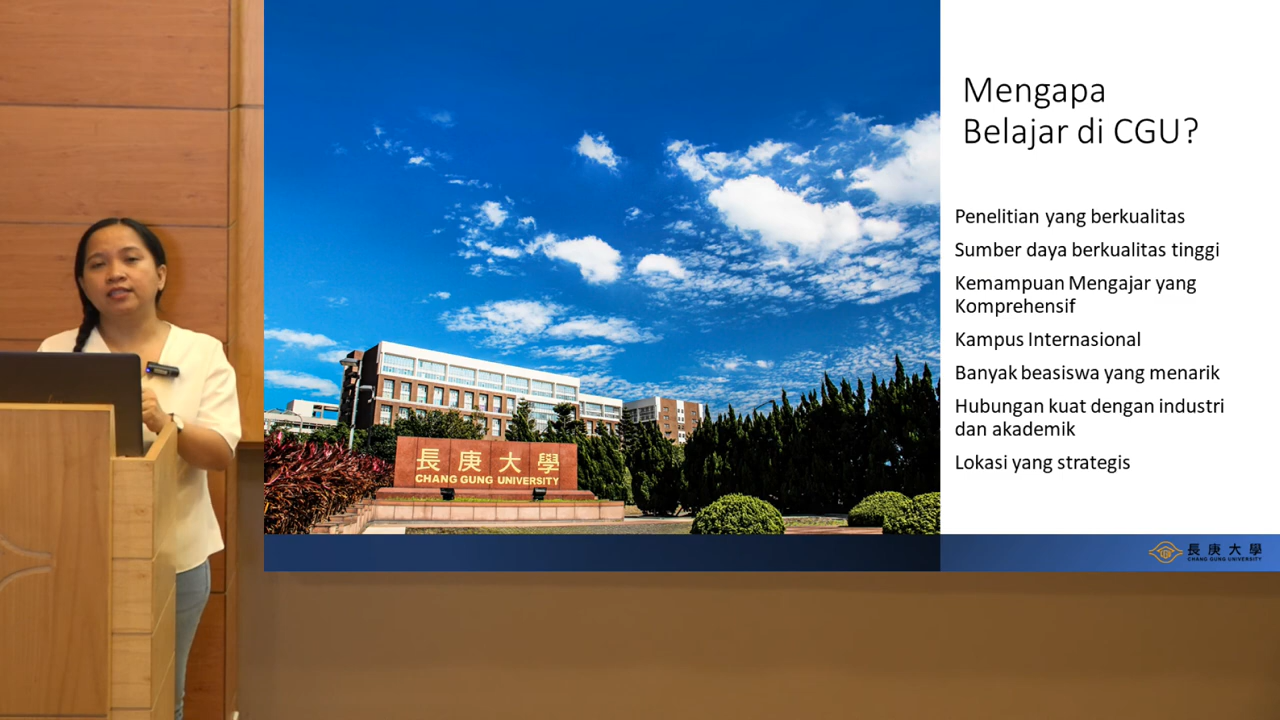 Mengapa
Belajar di CGU?
Penelitian yang berkualitas
Sumber daya berkualitas tinggi
Kemampuan Mengajar yang
Komprehensif
Kampus Internasional
Banyak beasiswa yang menarik
Hubungan kuat dengan industri
dan akademik
Lokasi yang strategis
長庚大學
CHANG GUNG UNIVERSITY
長庚大學
CHANG GUNG UNIVERSITY